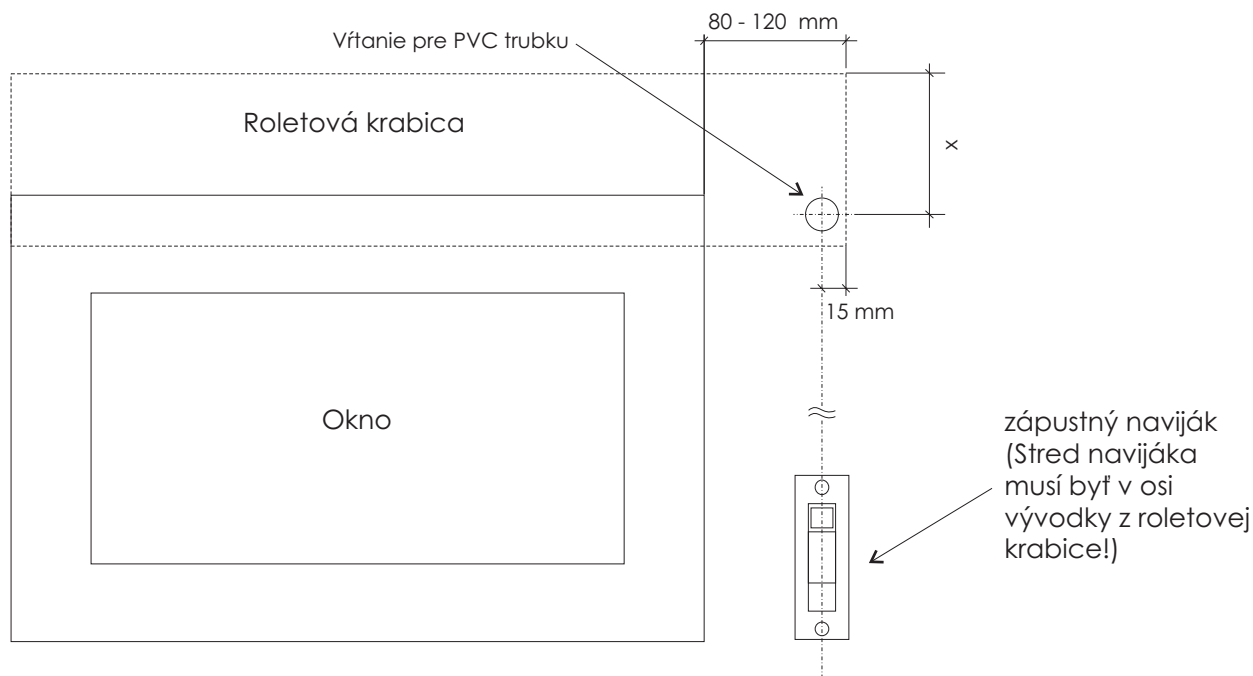 80 - 120 mm
Vŕtanie pre PVC trubku
Roletová krabica
x
15 mm
Okno
zápustný naviják
(Stred navijáka
musí byť v osi
vývodky z roletovej
krabice!)